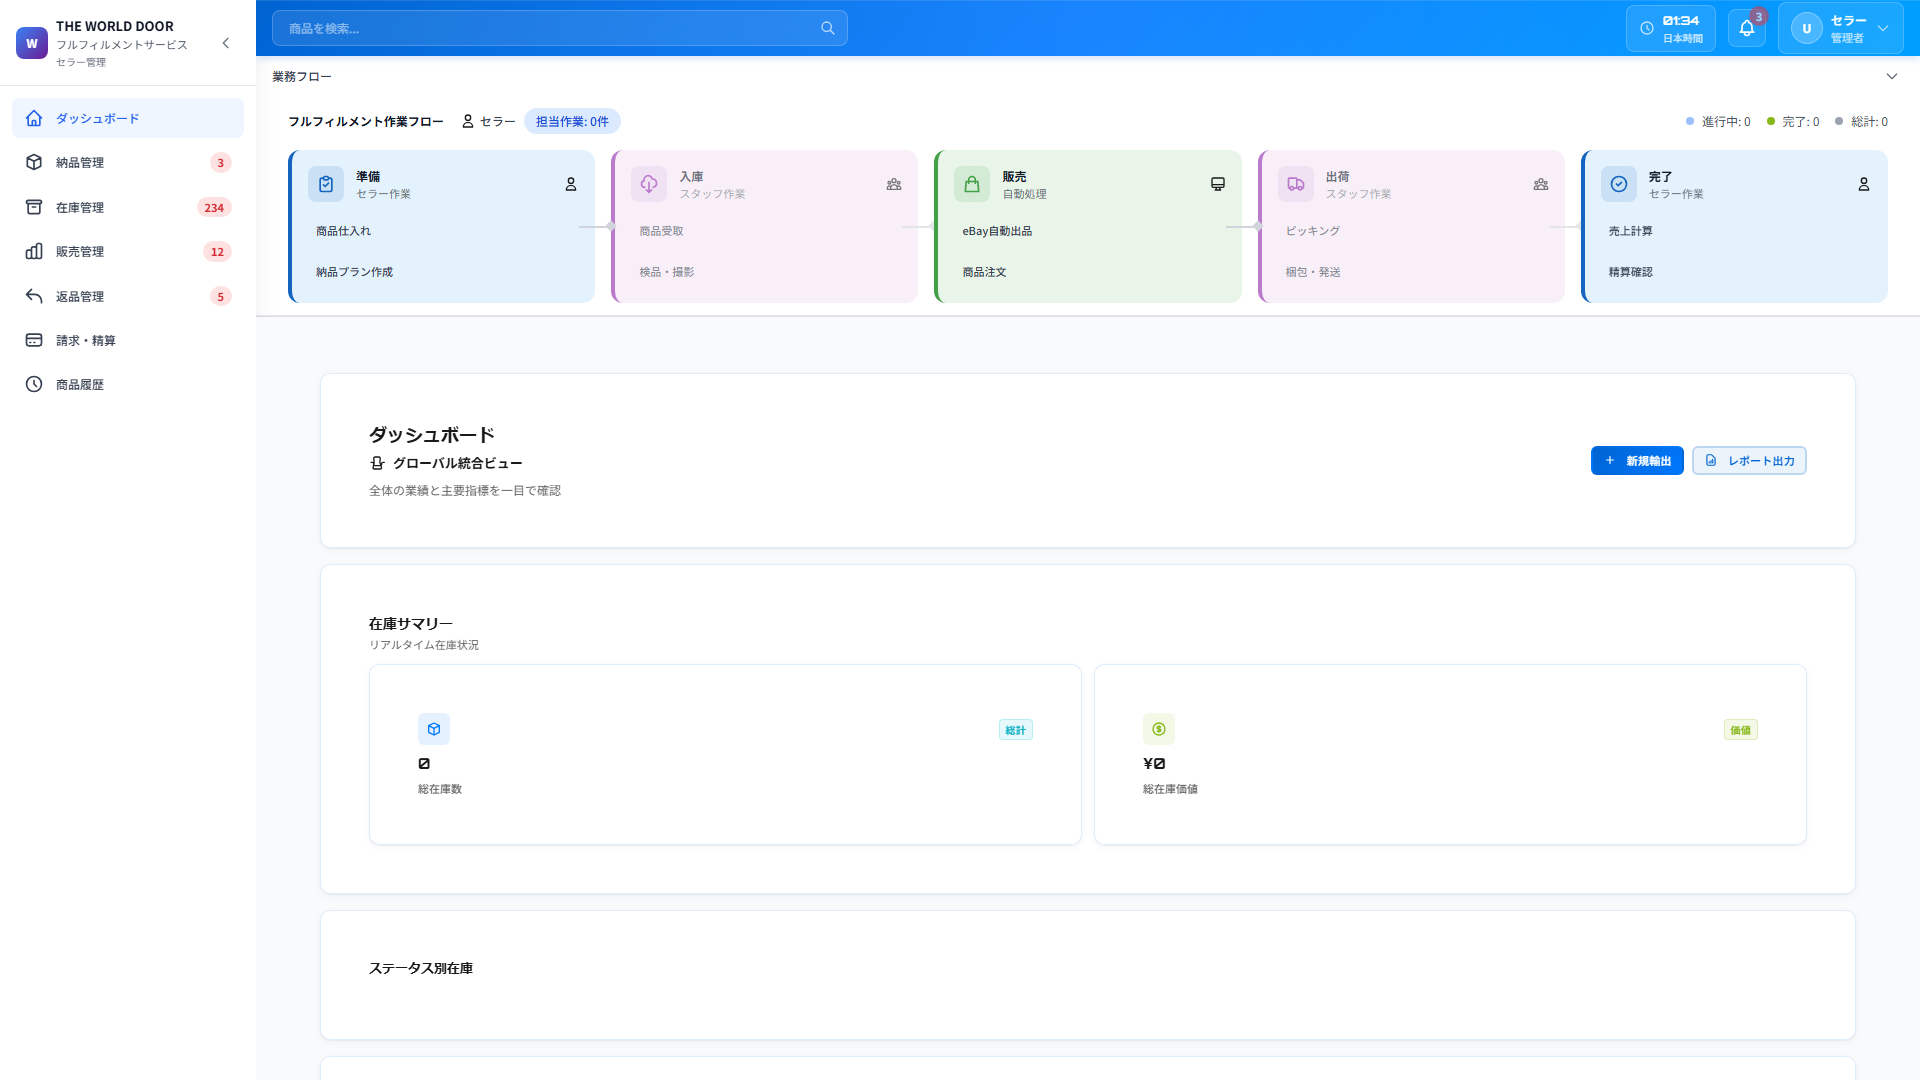 W
THE WORLD DOOR
フルフィルメントサービス
セラー管理
ダッシュボード
納品管理
3
在庫管理
234
販売管理
12
返品管理
5
請求・精算
商品履歴
商品を検索...
01:34
日本時間
3
U
セラー
管理者
業務フロー
フルフィルメント作業フロー
セラー
担当作業: 0件
進行中: 0
完了: 0
総計: 0
準備
セラー作業
商品仕入れ
納品プラン作成
入庫
スタッフ作業
商品受取
検品・撮影
販売
自動処理
eBay自動出品
商品注文
出荷
スタッフ作業
ピッキング
梱包・発送
完了
セラー作業
売上計算
精算確認
ダッシュボード
グローバル統合ビュー
全体の業績と主要指標を一目で確認
新規輸出
レポート出力
在庫サマリー
リアルタイム在庫状況
総計
0
総在庫数
価値
¥0
総在庫価値
ステータス別在庫